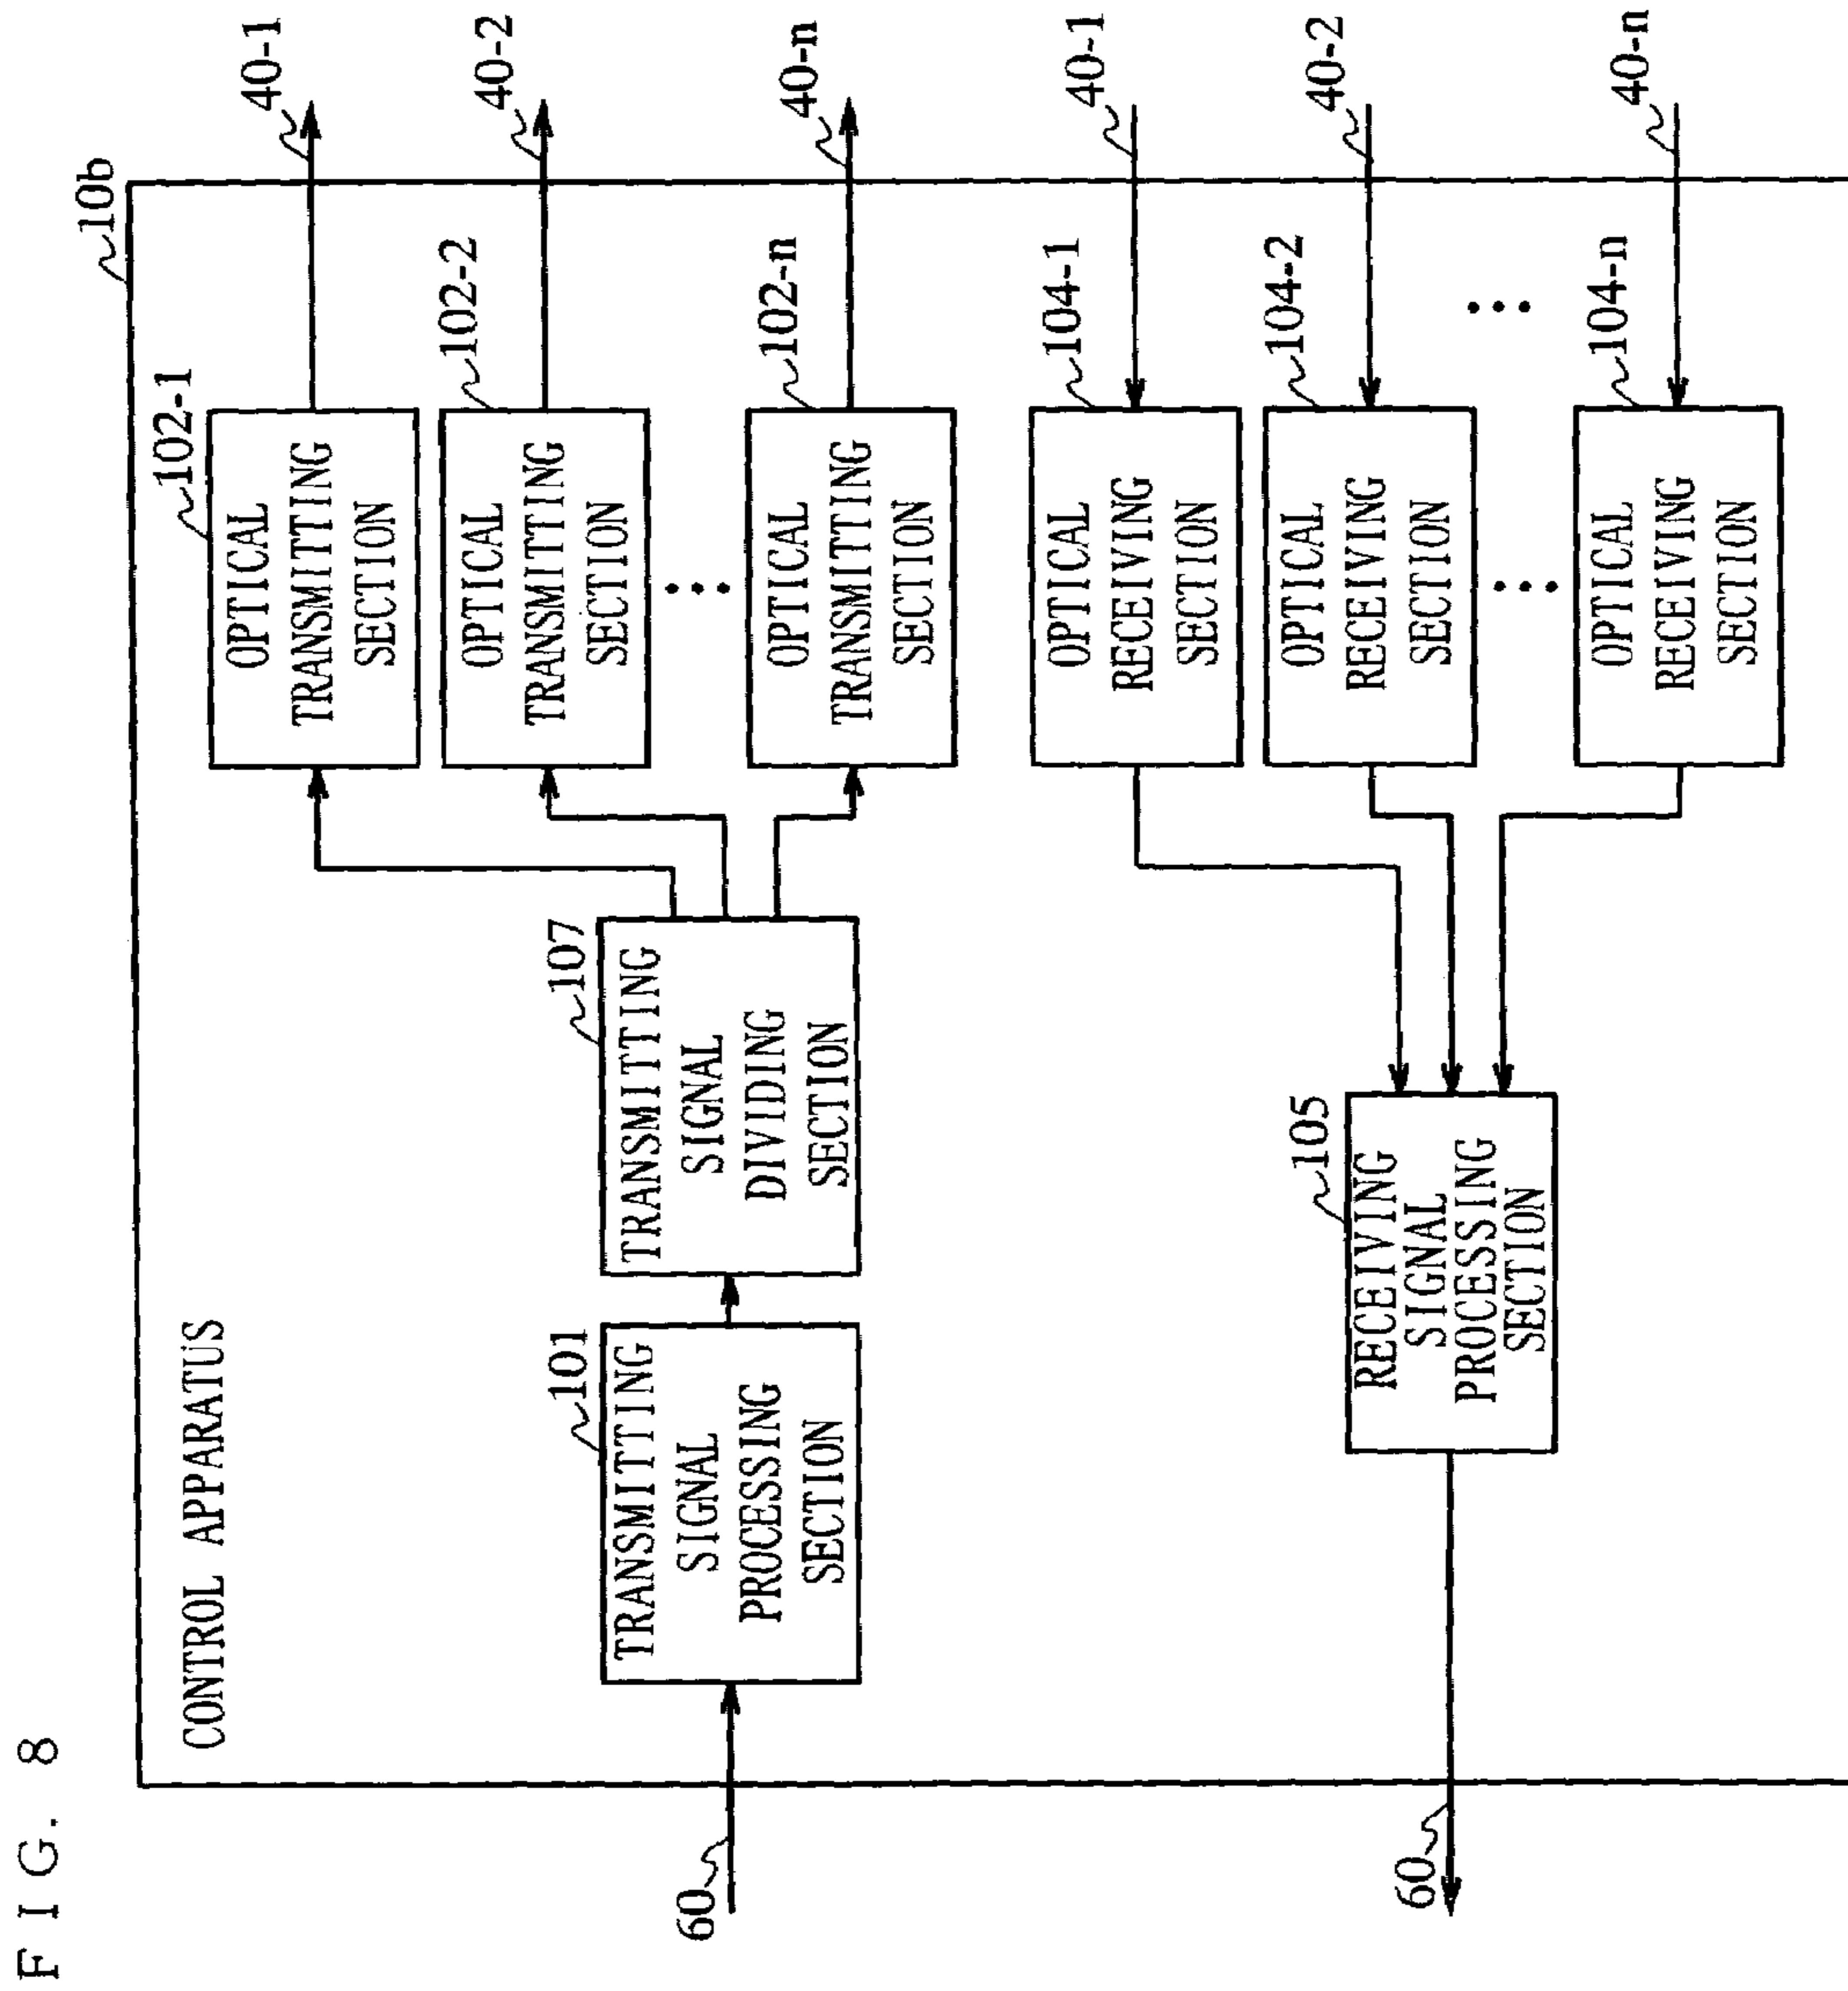 FIG. 8
10b
CONTROL APPARATUS
102-1
40-1
OPTICAL
TRANSMITTING
SECTION
102-2
40-2
OPTICAL
TRANSMITTING
SECTION
102-n
40-n
OPTICAL
TRANSMITTING
SECTION
60
101
TRANSMITTING
SIGNAL
PROCESSING
SECTION
107
TRANSMITTING
SIGNAL
DIVIDING
SECTION
104-1
40-1
OPTICAL
RECEIVING
SECTION
104-2
40-2
OPTICAL
RECEIVING
SECTION
104-n
40-n
OPTICAL
RECEIVING
SECTION
60
105
RECEIVING
SIGNAL
PROCESSING
SECTION